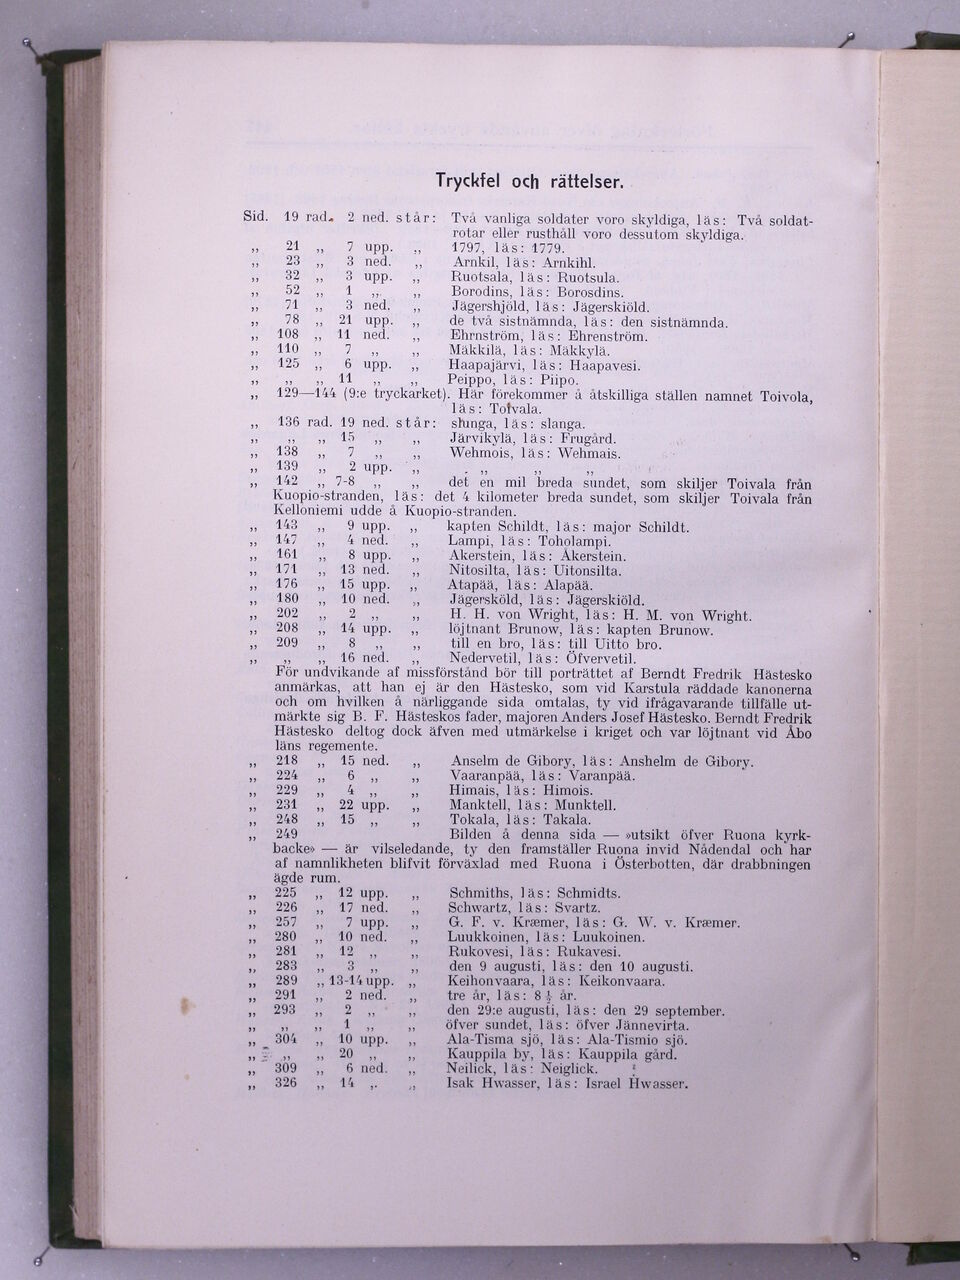 Tryckfel och rättelser.
Sid. 19 rad. 2 ned. står: Två vanliga soldater voro skyldiga, läs: Två soldat-
rotar eller rusthåll voro dessutom skyldiga.
„ 21 „ 7 upp. „ 1797, läs: 1779.
„ 23 „ 3 ned. „ Arnkil, läs: Arnkihl.
„ 32 „ 3 upp. „ Ruotsala, läs: Ruotsula.
„ 52 „ 1 „ „ Borodins, läs: Borosdins.
„ 71 „ 3 ned. „ Jägershjöld, läs: Jägerskiöld.
„ 78 „ 21 upp. „ de två sistnämnda, läs: den sistnämnda.
„ 108 „ 11 ned. „ Ehrnström, läs: Ehrenström.
„ 110 „ 7 „ „ Mäkkilä, läs: Mäkkylä.
„ 125 „ 6 upp. „ Haapajärvi, läs: Haapavesi.
„ „ „ 11 „ „ Peippo, läs: Piipo.
„ 129—144 (9:e tryckarket). Här förekommer å åtskilliga ställen namnet Toivola,
läs: Toivala.
„ 136 rad. 19 ned. står: slunga, läs: slanga.
„ „ „ 15 „ „ Järvikylä, läs: Frugård.
„ 138 „ 7 „ „ Wehmois, läs: Wehmais.
„ 139 „ 2 upp. „ „ „ „
„ 142 „ 7-8 „ „ det en mil breda sundet, som skiljer Toivala från
Kuopio-stranden, läs: det 4 kilometer breda sundet, som skiljer Toivala från
Kelloniemi udde å Kuopio-stranden.
„ 143 „ 9 upp. „ kapten Schildt, läs: major Schildt.
„ 147 „ 4 ned. „ Lampi, läs: Toholampi.
„ 161 „ 8 upp. „ Akerstein, läs: Åkerstein.
„ 171 „ 13 ned. „ Nitosilta, läs: Uitonsilta.
„ 176 „ 15 upp. „ Atapää, läs: Alapää.
„ 180 „ 10 ned. „ Jägersköld, läs: Jägerskiöld.
„ 202 „ 2 „ „ H. H. von Wright, läs: H. M. von Wright.
„ 208 „ 14 upp. „ löjtnant Brunow, läs: kapten Brunow.
„ 209 „ 8 „ „ till en bro, läs: till Uitto bro.
„ „ „ 16 ned. „ Nedervetil, läs: Öfvervetil.
För undvikande af missförstånd bör till porträttet af Berndt Fredrik Hästesko
anmärkas, att han ej är den Hästesko, som vid Karstula räddade kanonerna
och om hvilken å närliggande sida omtalas, ty vid ifrågavarande tillfälle ut-
märkte sig B. F. Hästeskos fader, majoren Anders Josef Hästesko. Berndt Fredrik
Hästesko deltog dock äfven med utmärkelse i kriget och var löjtnant vid Åbo
läns regemente.
„ 218 „ 15 ned. „ Anselm de Gibory, läs: Anshelm de Gibory.
„ 224 „ 6 „ „ Vaaranpää, läs: Varanpää.
„ 229 „ 4 „ „ Himais, läs: Himois.
„ 231 „ 22 upp. „ Manktell, läs: Munktell.
„ 248 „ 15 „ „ Tokala, läs: Takala.
„ 249 Bilden å denna sida — »utsikt öfver Ruona kyrk-
backe» — är vilseledande, ty den framställer Ruona invid Nådendal och har
af namnlikheten blifvit förväxlad med Ruona i Österbotten, där drabbningen
ägde rum.
„ 225 „ 12 upp. „ Schmiths, läs: Schmidts.
„ 226 „ 17 ned. „ Schwartz, läs: Svartz.
„ 257 „ 7 upp. „ G. F. v. Kræmer, läs: G. W. v. Kræmer.
„ 280 „ 10 ned. „ Luukkoinen, läs: Luukoinen.
„ 281 „ 12 „ „ Rukovesi, läs: Rukavesi.
„ 283 „ 3 „ „ den 9 augusti, läs: den 10 augusti.
„ 289 „ 13-14 upp. „ Keihonvaara, läs: Keikonvaara.
„ 291 „ 2 ned. „ tre år, läs: 8 ½ år.
„ 293 „ 2 „ „ den 29:e augusti, läs: den 29 september.
„ „ „ 1 „ „ öfver sundet, läs: öfver Jännevirta.
„ 304 „ 10 upp. „ Ala-Tisma sjö, läs: Ala-Tismio sjö.
„ „ „ 20 „ „ Kauppila by, läs: Kauppila gård.
„ 309 „ 6 ned. „ Neilick, läs: Neiglick.
„ 326 „ 14 „ „ Isak Hwasser, läs: Israel Hwasser.